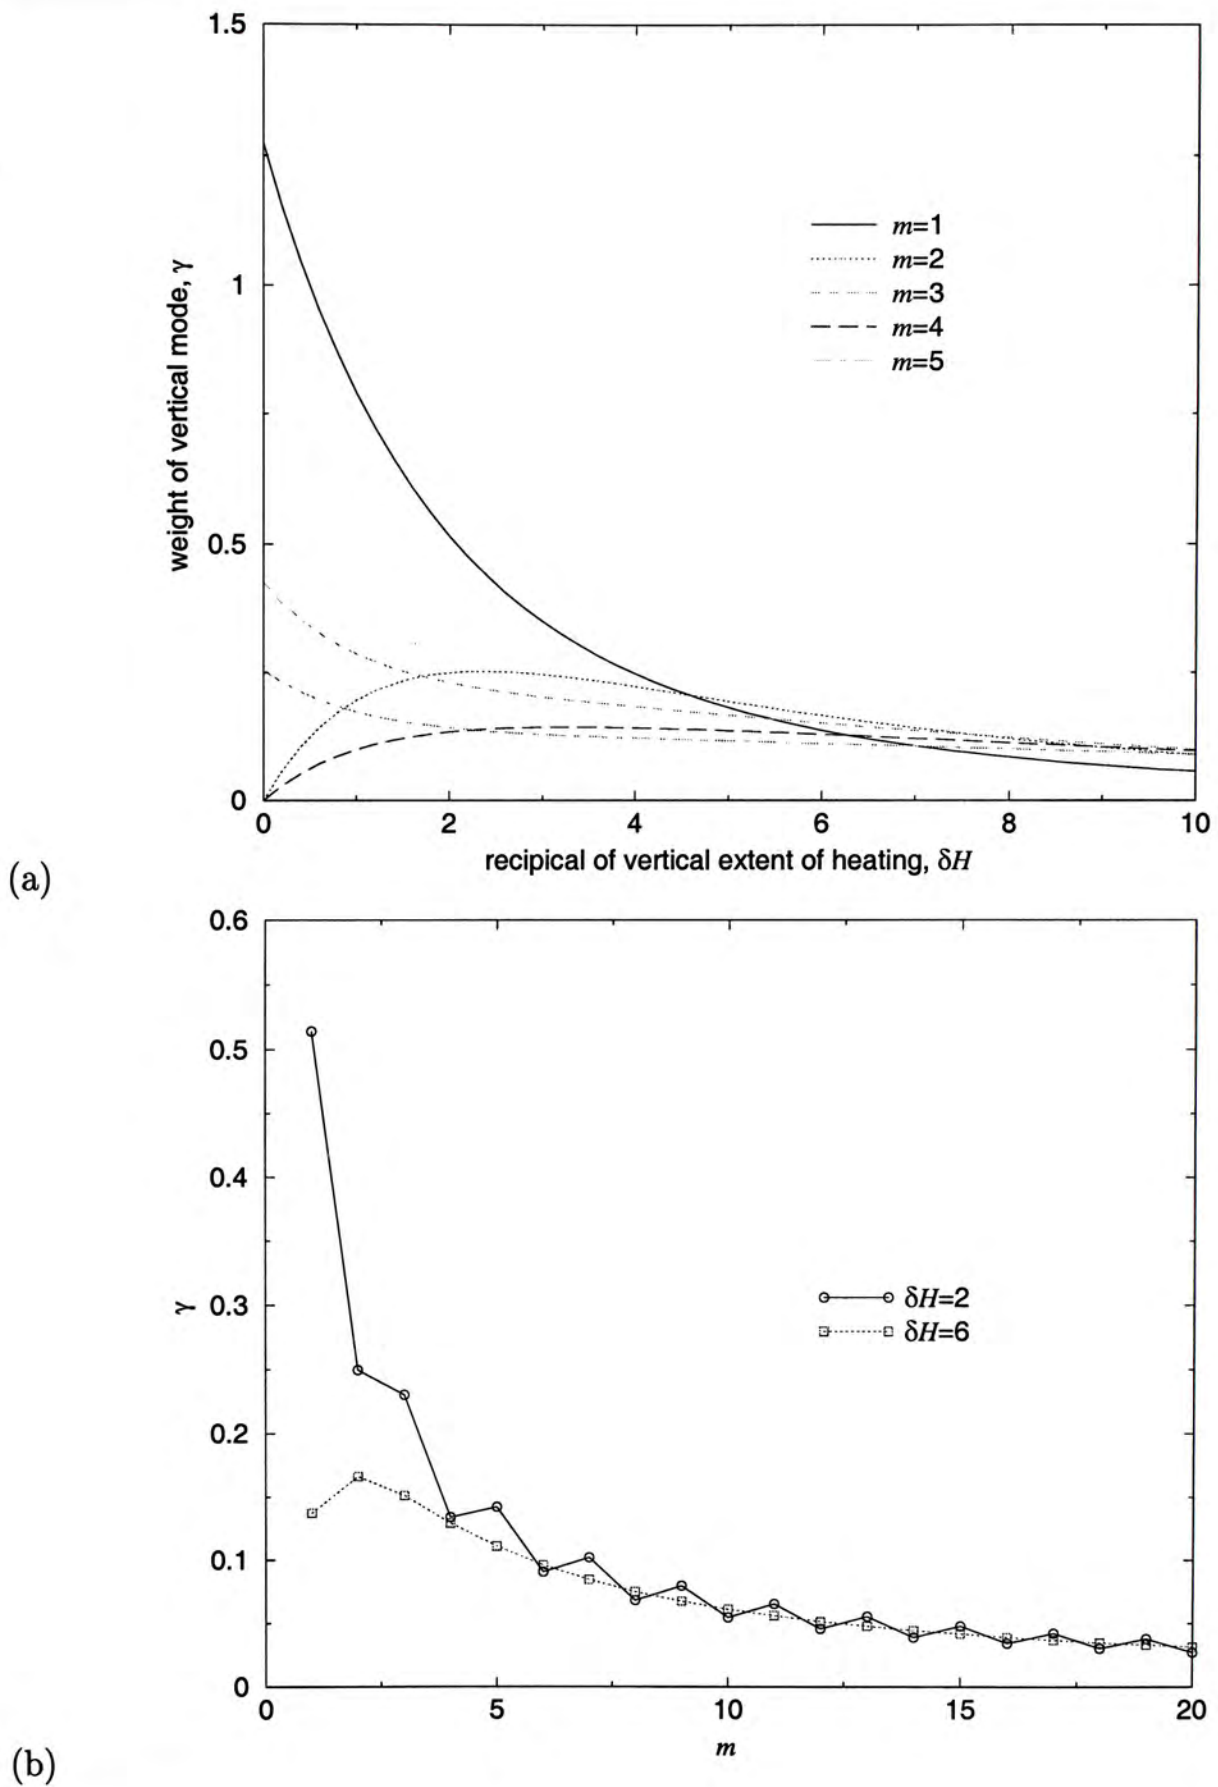 1.5
1
0.5
0
weight of vertical mode, γ
m=1
m=2
m=3
m=4
m=5
0 2 4 6 8 10
recipical of vertical extent of heating, δH
(a)
0.6
0.5
0.4
0.3
0.2
0.1
0
γ
δH=2
δH=6
0 5 10 15 20
m
(b)